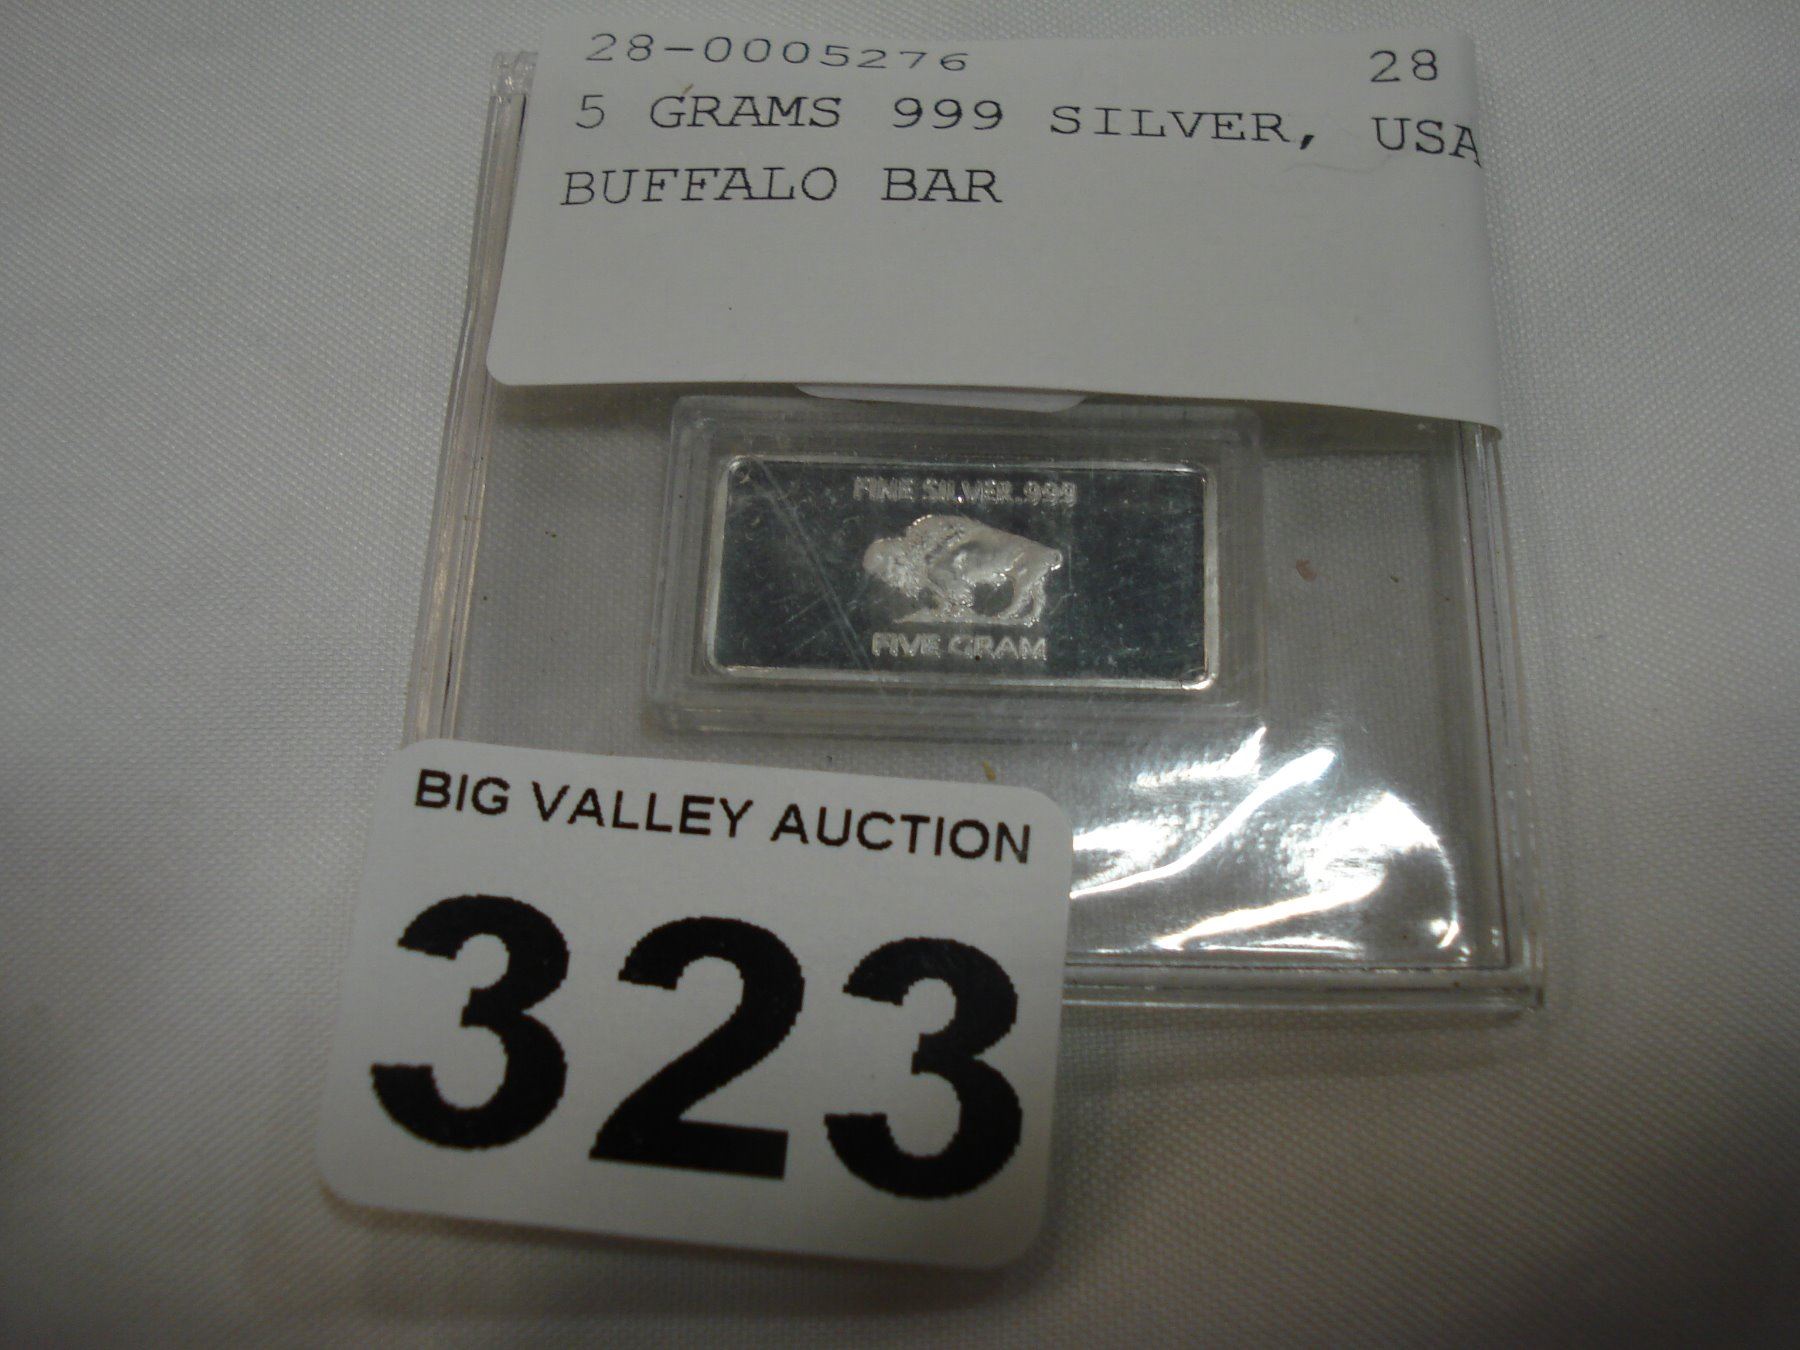 28-0005276 28
5 GRAMS 999 SILVER, USA
BUFFALO BAR
FINE SILVER .999
FIVE GRAM
BIG VALLEY AUCTION
323